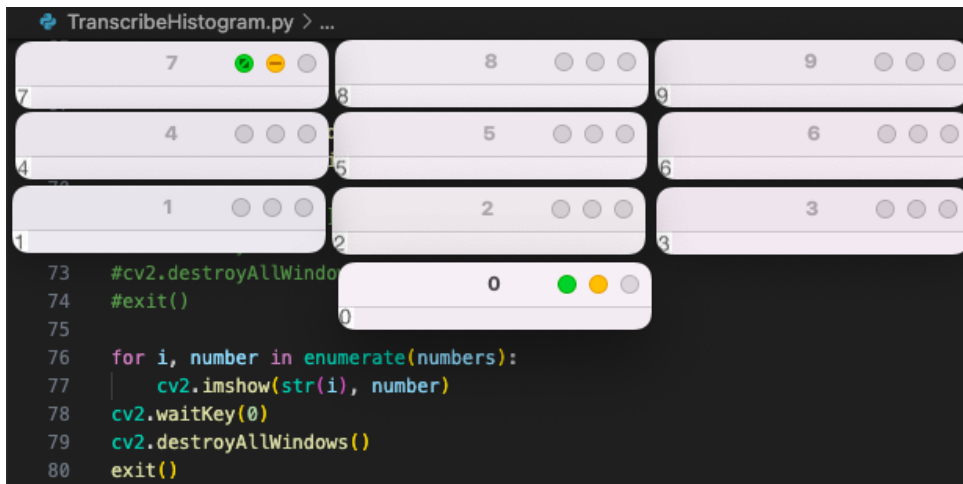 TranscribeHistogram.py > ...
7 8 9
7 8 9
4 5 6
4 5 6
1 2 3
1 2 3
73 #cv2.destroyAllWindo
0
74 #exit()
0
75
76 for i, number in enumerate(numbers):
77 cv2.imshow(str(i), number)
78 cv2.waitKey(0)
79 cv2.destroyAllWindows()
80 exit()